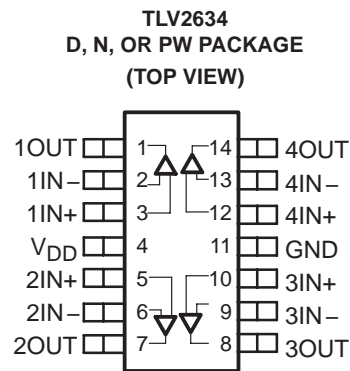 TLV2634
D, N, OR PW PACKAGE
(TOP VIEW)
1OUT 1 14 4OUT
1IN− 2 13 4IN−
1IN+ 3 12 4IN+
VDD 4 11 GND
2IN+ 5 10 3IN+
2IN− 6 9 3IN−
2OUT 7 8 3OUT